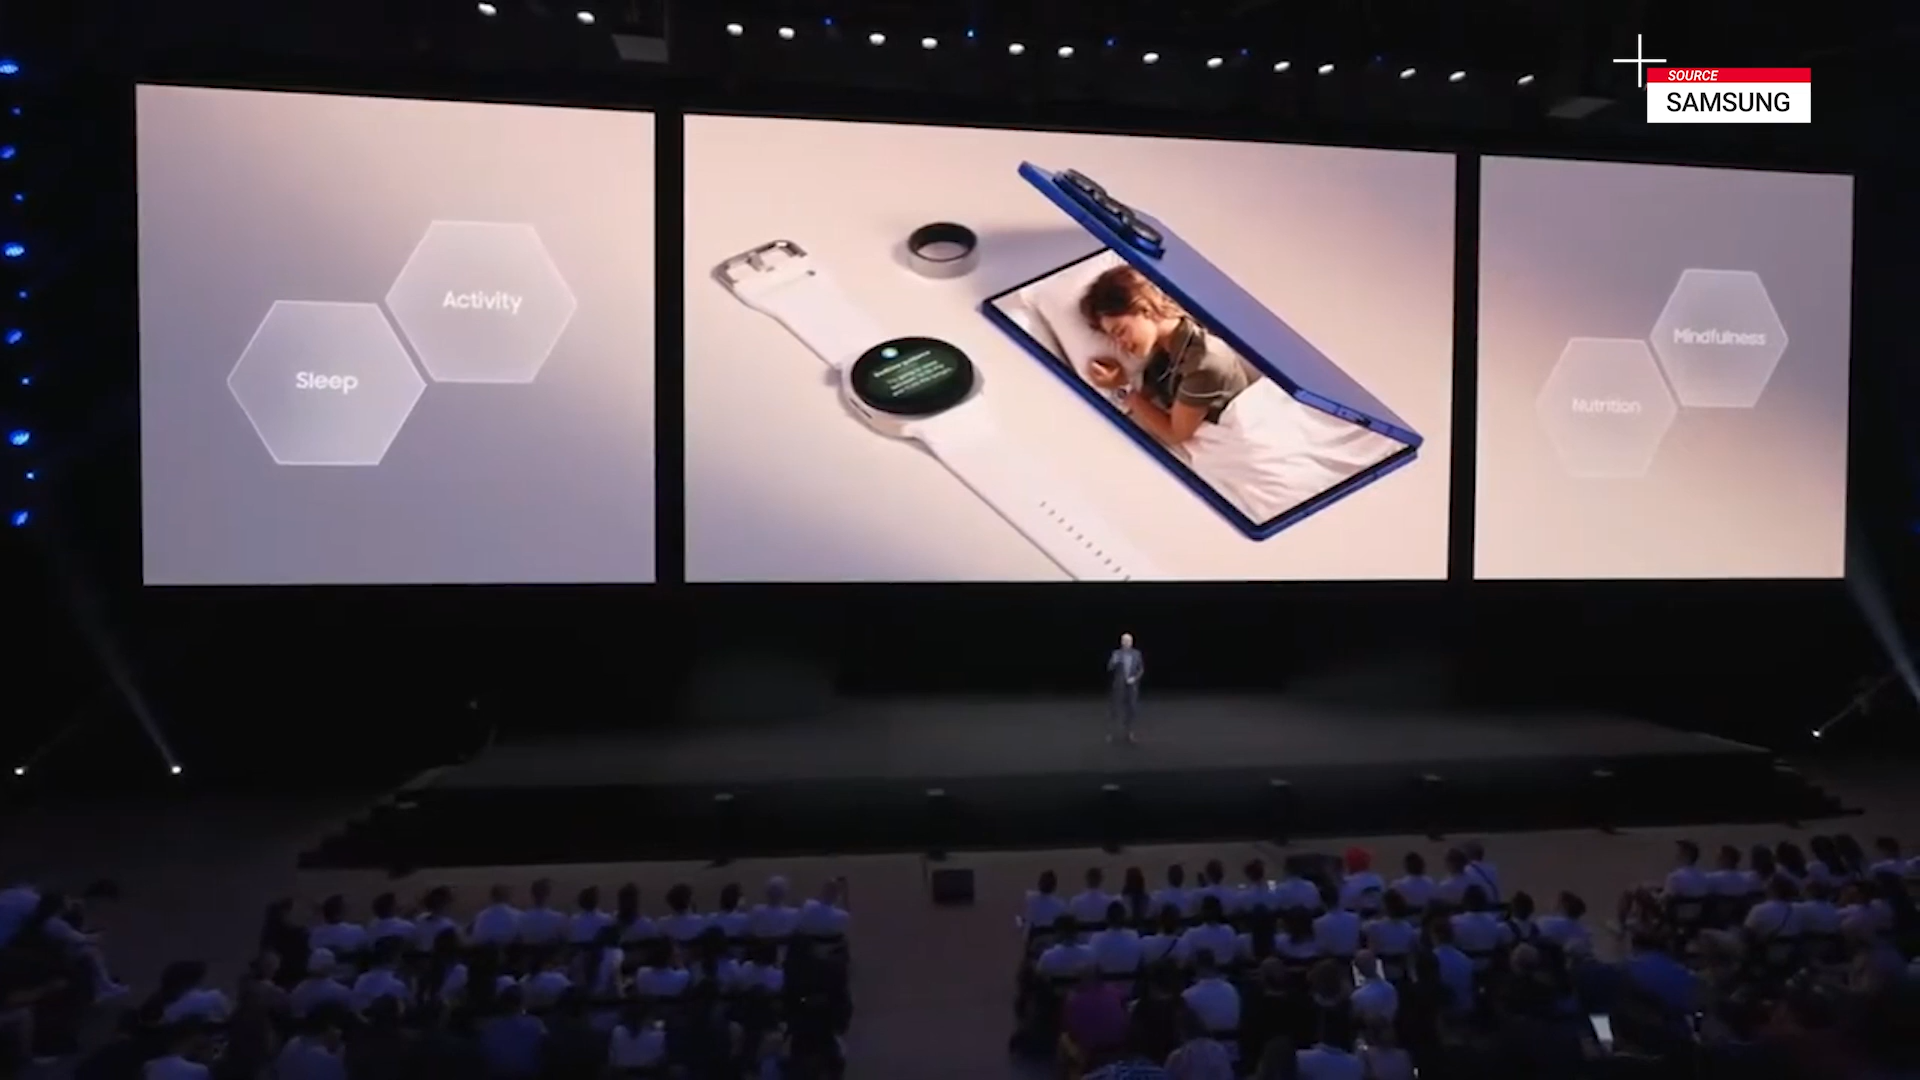 SOURCE
SAMSUNG
Activity
Sleep
Mindfulness
Nutrition